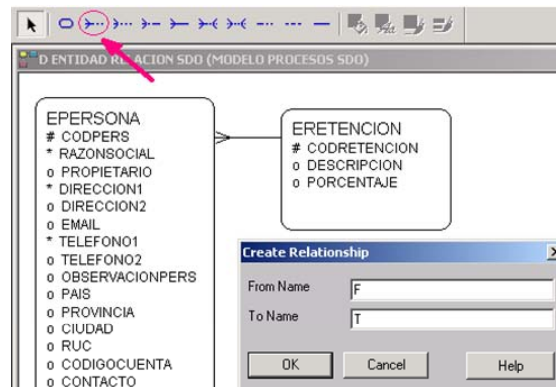 D ENTIDAD RELACION SDO (MODELO PROCESOS SDO)
EPERSONA
# CODPERS
* RAZONSOCIAL
o PROPIETARIO
* DIRECCION1
o DIRECCION2
o EMAIL
* TELEFONO1
o TELEFONO2
o OBSERVACIONPERS
o PAIS
o PROVINCIA
o CIUDAD
o RUC
o CODIGOCUENTA
o CONTACTO
ERETENCION
# CODRETENCION
o DESCRIPCION
o PORCENTAJE
Create Relationship
From Name F
To Name T
OK Cancel Help